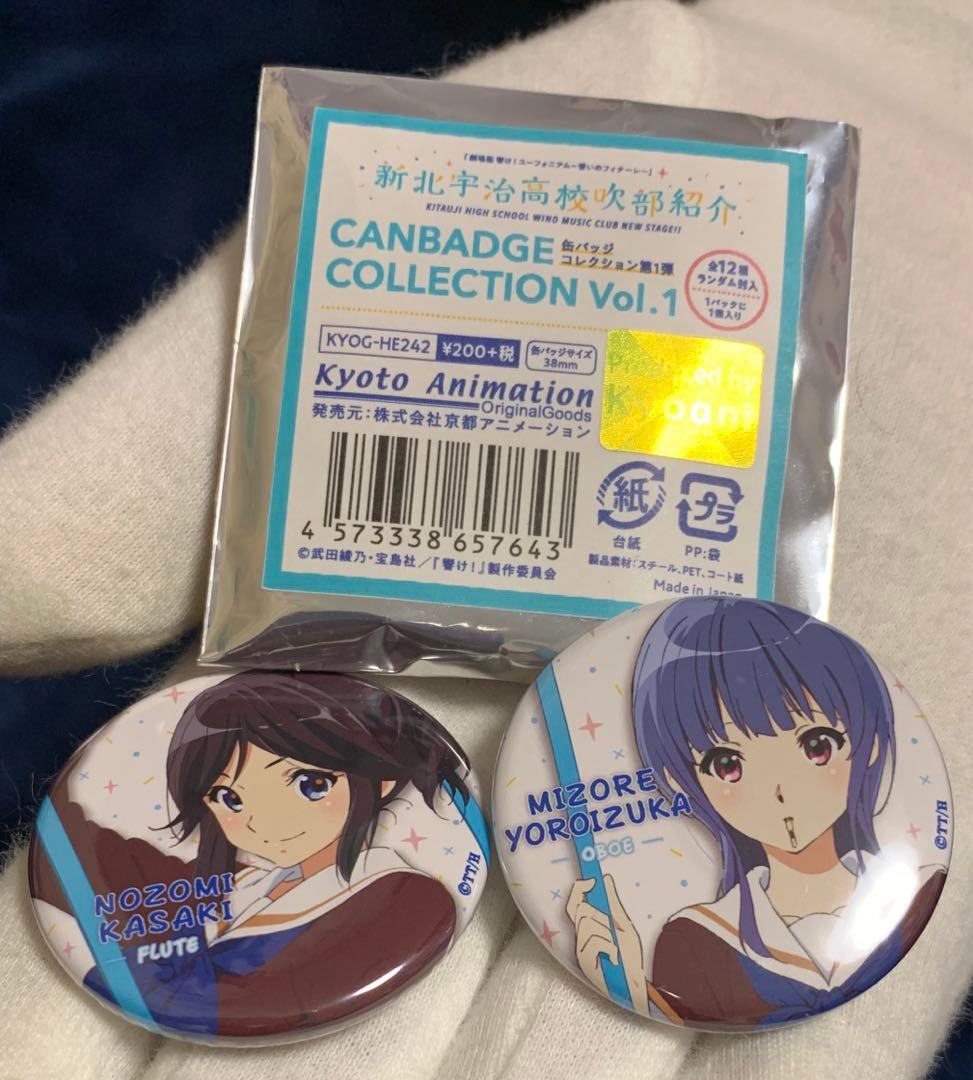 「劇場版 響け!ユーフォニアム〜誓いのフィナーレ〜」
新北宇治高校吹部紹介
KITAUJI HIGH SCHOOL WIND MUSIC CLUB NEW STAGE!!
CANBADGE 缶バッジ
COLLECTION Vol.1 コレクション第1弾
全12種
ランダム封入
1パックに
1個入り
KYOG-HE242 ¥200+税 缶バッジサイズ
38mm
Kyoto Animation
OriginalGoods
発売元:株式会社京都アニメーション
4 573338 657643
紙
台紙
プラ
PP:袋
©武田綾乃・宝島社/『響け!』製作委員会
製品素材:スチール、PET、コート紙
Made in Japan
NOZOMI
KASAKI
FLUTE
©TT/H
MIZORE
YOROIZUKA
OBOE
©TT/H